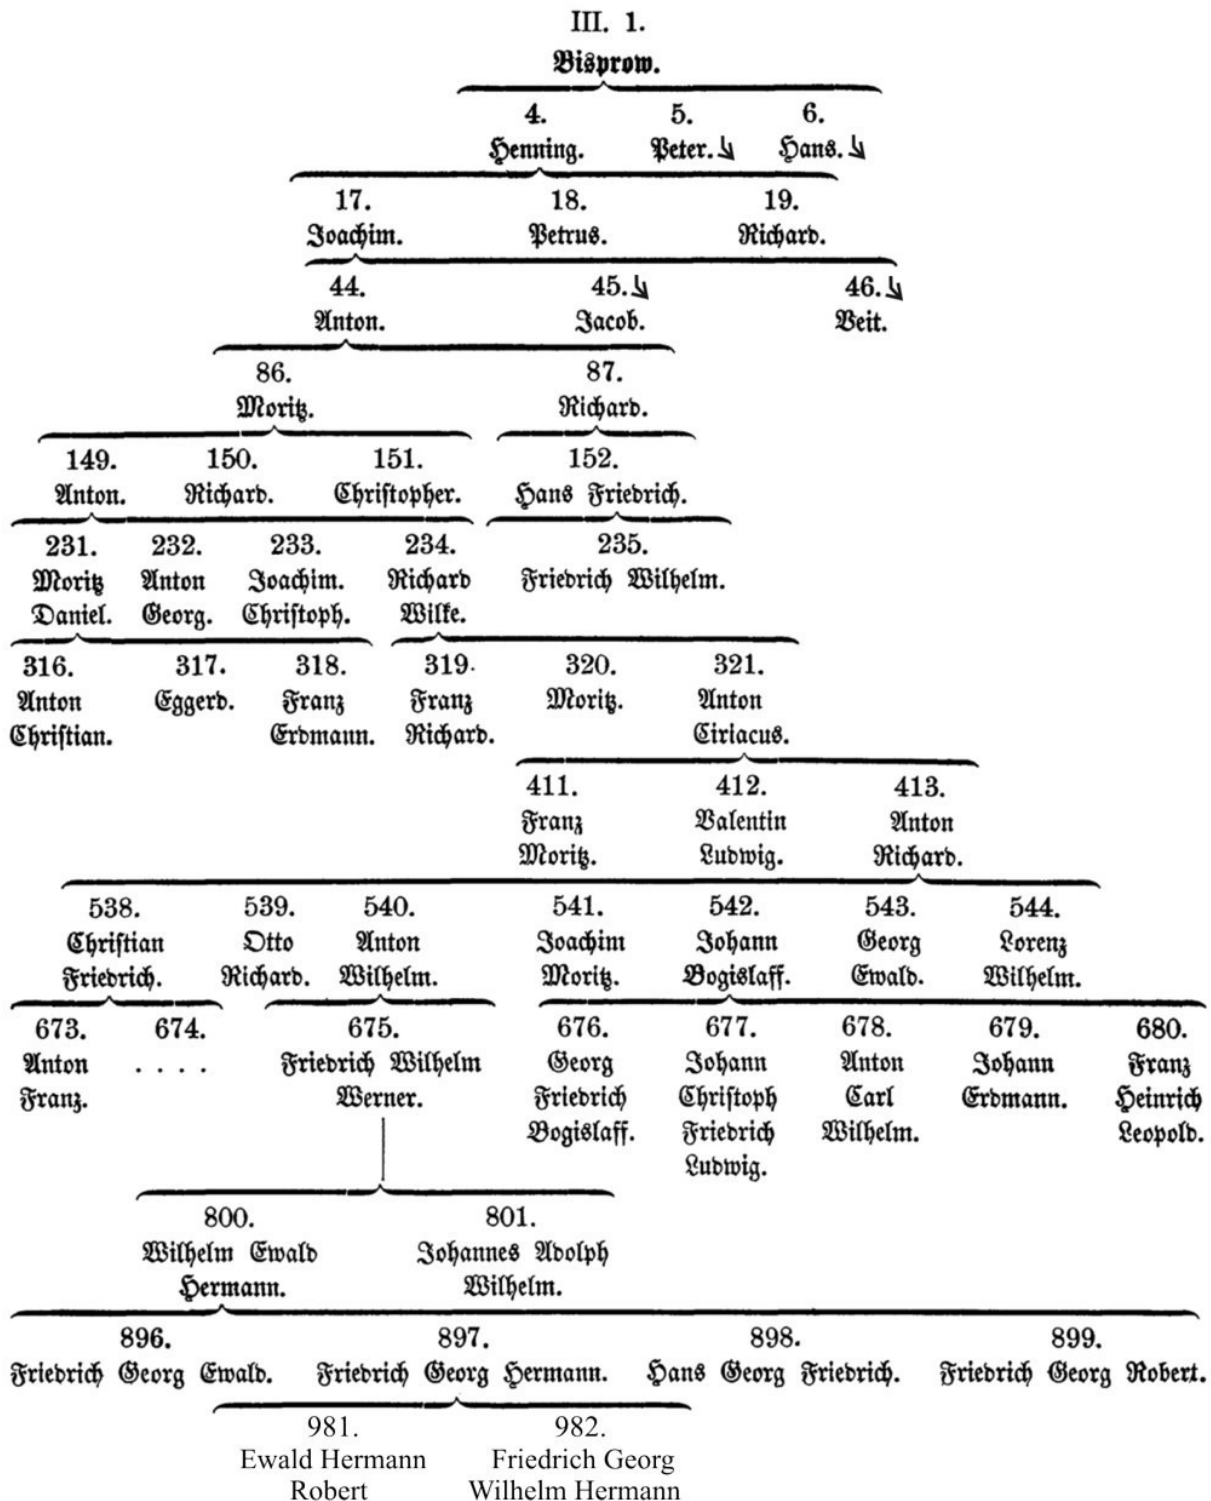 III. 1.
Bisprow.
4. 5. 6.
Henning. Peter. Hans.
17. 18. 19.
Joachim. Petrus. Richard.
44. 45. 46.
Anton. Jacob. Veit.
86. 87.
Moritz. Richard.
149. 150. 151. 152.
Anton. Richard. Christopher. Hans Friedrich.
231. 232. 233. 234. 235.
Moritz Anton Joachim. Richard Friedrich Wilhelm.
Daniel. Georg. Christoph. Wilke.
316. 317. 318. 319. 320. 321.
Anton Eggerd. Franz Franz Moritz. Anton
Christian. Erdmann. Richard. Ciriacus.
411. 412. 413.
Franz Valentin Anton
Moritz. Ludwig. Richard.
538. 539. 540. 541. 542. 543. 544.
Christian Otto Anton Joachim Johann Georg Lorenz
Friedrich. Richard. Wilhelm. Moritz. Bogislaff. Ewald. Wilhelm.
673. 674. 675. 676. 677. 678. 679. 680.
Anton . . . . Friedrich Wilhelm Georg Johann Anton Johann Franz
Franz. Werner. Friedrich Christoph Carl Erdmann. Heinrich
Bogislaff. Friedrich Wilhelm. Leopold.
Ludwig.
800. 801.
Wilhelm Ewald Johannes Adolph
Hermann. Wilhelm.
896. 897. 898. 899.
Friedrich Georg Ewald. Friedrich Georg Hermann. Hans Georg Friedrich. Friedrich Georg Robert.
981. 982.
Ewald Hermann Friedrich Georg
Robert Wilhelm Hermann